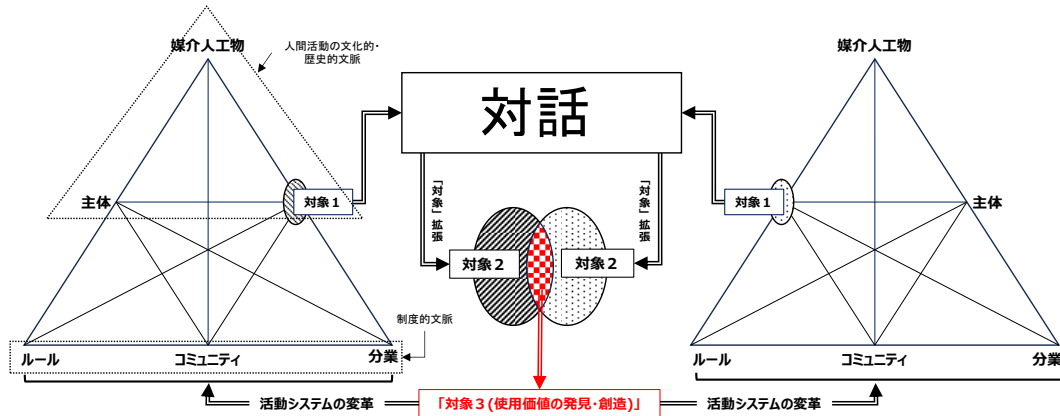 媒介人工物
人間活動の文化的・
歴史的文脈
対話
媒介人工物
主体
対象1
「対象」拡張
「対象」拡張
対象1
主体
対象2
対象2
制度的文脈
ルール
コミュニティ
分業
ルール
コミュニティ
分業
活動システムの変革
「対象3(使用価値の発見・創造)」
活動システムの変革